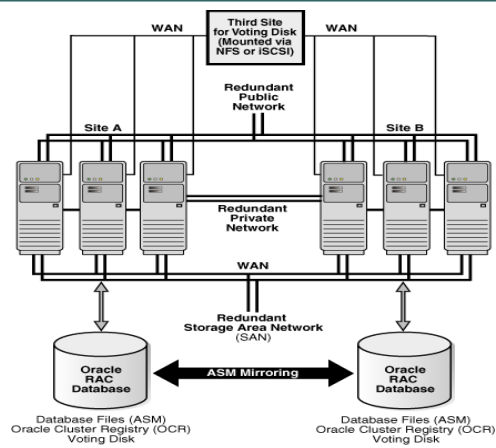 WAN
Third Site
for Voting Disk
(Mounted via
NFS or iSCSI)
WAN
Redundant
Public
Network
Site A
Site B
Redundant
Private
Network
WAN
Redundant
Storage Area Network
(SAN)
Oracle
RAC
Database
ASM Mirroring
Oracle
RAC
Database
Database Files (ASM)
Oracle Cluster Registry (OCR)
Voting Disk
Database Files (ASM)
Oracle Cluster Registry (OCR)
Voting Disk